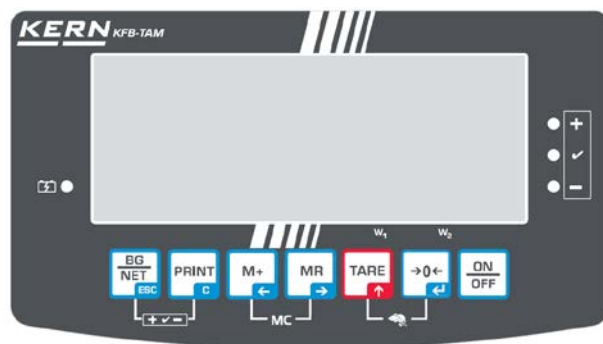 KERN KFB-TAM
W1 W2
BG
NET
ESC
PRINT
C
M+
MR
TARE
→0←
ON
OFF
MC